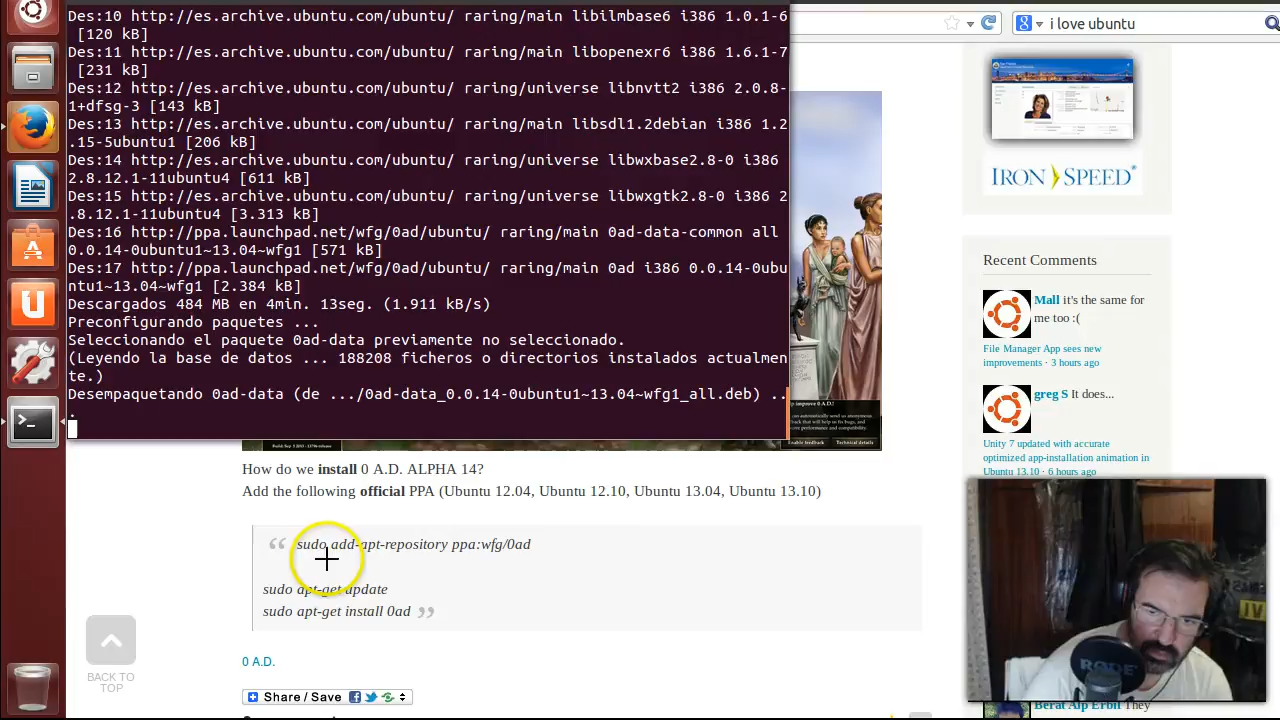 Des:10 http://es.archive.ubuntu.com/ubuntu/ raring/main libilmbase6 i386 1.0.1-6
[120 kB]
Des:11 http://es.archive.ubuntu.com/ubuntu/ raring/main libopenexr6 i386 1.6.1-7
[231 kB]
Des:12 http://es.archive.ubuntu.com/ubuntu/ raring/universe libnvtt2 i386 2.0.8-
1+dfsg-3 [143 kB]
Des:13 http://es.archive.ubuntu.com/ubuntu/ raring/main libsdl1.2debian i386 1.2
.15-5ubuntu1 [206 kB]
Des:14 http://es.archive.ubuntu.com/ubuntu/ raring/universe libwxbase2.8-0 i386
2.8.12.1-11ubuntu4 [611 kB]
Des:15 http://es.archive.ubuntu.com/ubuntu/ raring/universe libwxgtk2.8-0 i386 2
.8.12.1-11ubuntu4 [3.313 kB]
Des:16 http://ppa.launchpad.net/wfg/0ad/ubuntu/ raring/main 0ad-data-common all
0.0.14-0ubuntu1~13.04~wfg1 [571 kB]
Des:17 http://ppa.launchpad.net/wfg/0ad/ubuntu/ raring/main 0ad i386 0.0.14-0ubu
ntu1~13.04~wfg1 [2.384 kB]
Descargados 484 MB en 4min. 13seg. (1.911 kB/s)
Preconfigurando paquetes ...
Seleccionando el paquete 0ad-data previamente no seleccionado.
(Leyendo la base de datos ... 188208 ficheros o directorios instalados actualmen
te.)
Desempaquetando 0ad-data (de .../0ad-data_0.0.14-0ubuntu1~13.04~wfg1_all.deb) ..
.
i love ubuntu
IRON SPEED®
Recent Comments
Mall it's the same for
me too :(
File Manager App sees new
improvements · 3 hours ago
greg S It does...
Unity 7 updated with accurate
optimized app-installation animation in
Ubuntu 13.10 · 6 hours ago
Enable feedback
Technical details
How do we install 0 A.D. ALPHA 14?
Add the following official PPA (Ubuntu 12.04, Ubuntu 12.10, Ubuntu 13.04, Ubuntu 13.10)
“ sudo add-apt-repository ppa:wfg/0ad
sudo apt-get update
sudo apt-get install 0ad ”
0 A.D.
BACK TO
TOP
Share / Save
RODE
Berat Alp Erbil They